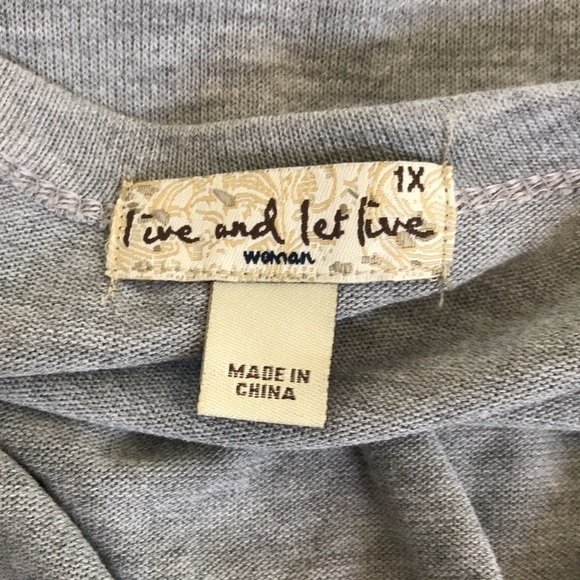 1X
live and let live
woman
MADE IN
CHINA